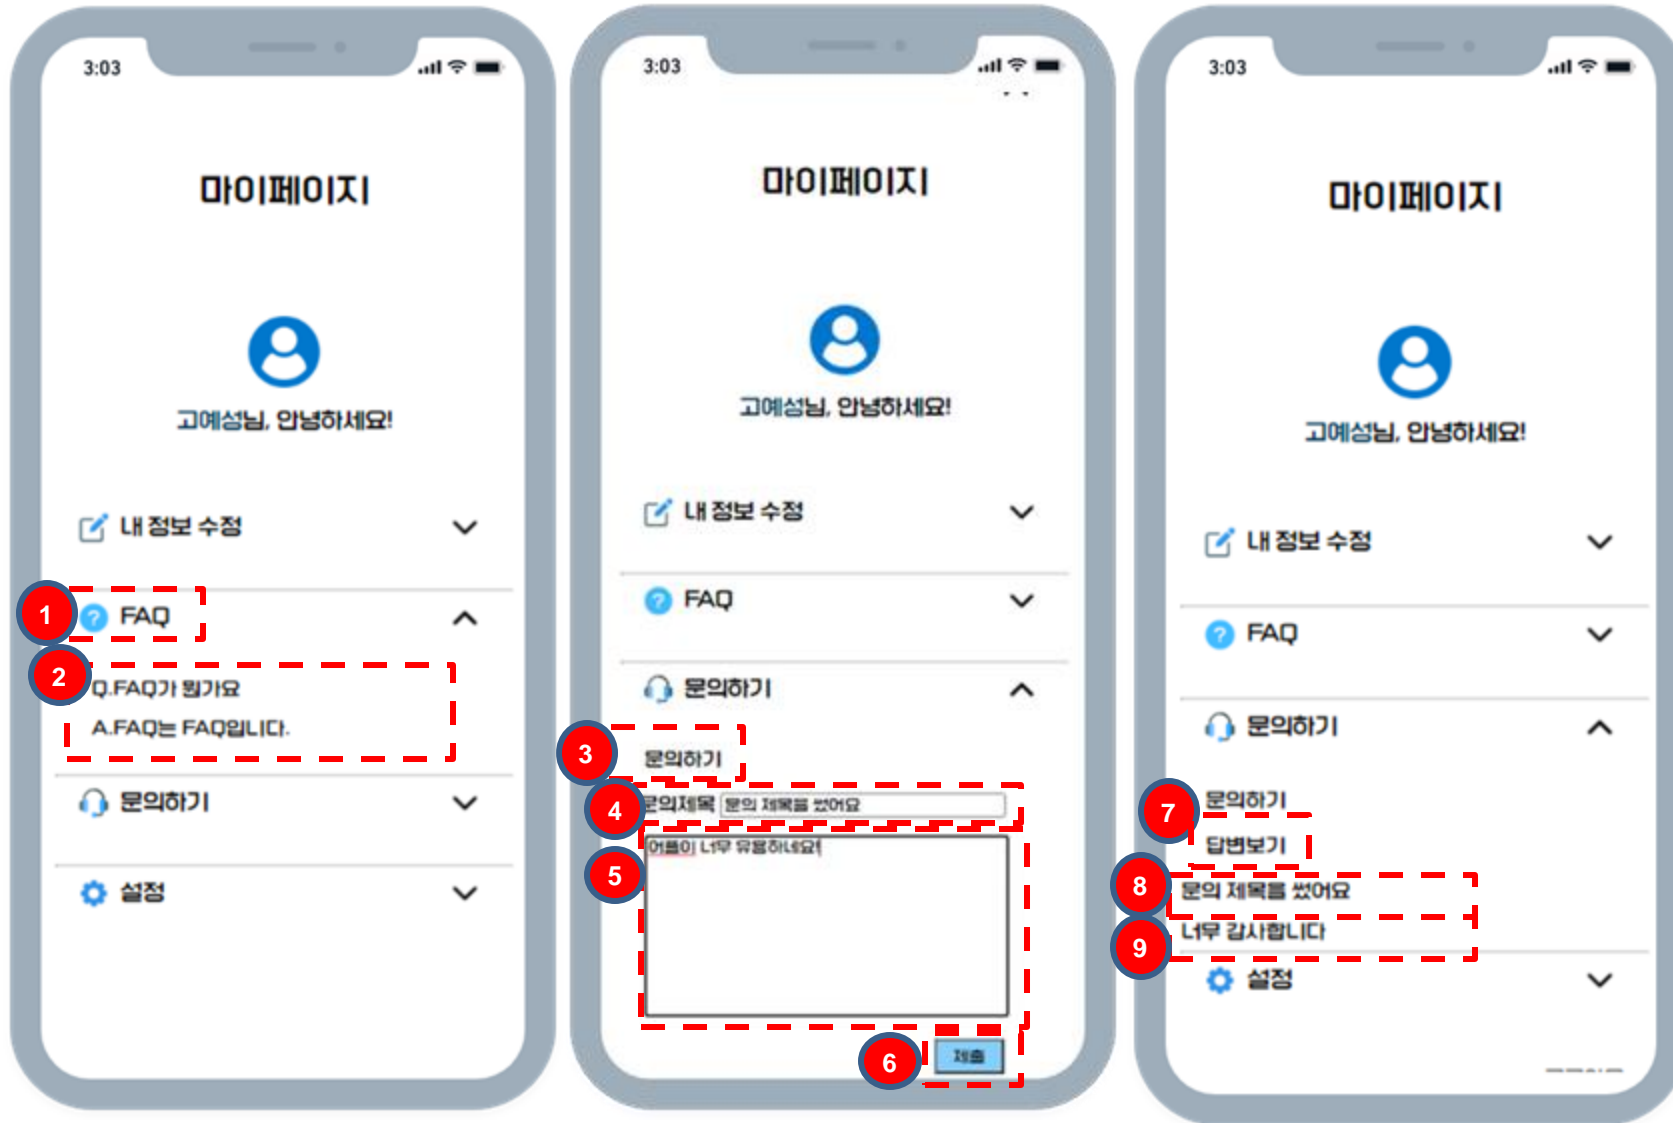 3:03
마이페이지
고예성님, 안녕하세요!
내 정보 수정
1
FAQ
2
Q.FAQ가 뭔가요
A.FAQ는 FAQ입니다.
문의하기
설정
3:03
마이페이지
고예성님, 안녕하세요!
내 정보 수정
FAQ
문의하기
3
문의하기
4
문의제목 문의 제목을 썼어요
5
어플이 너무 유용하네요!
6
제출
3:03
마이페이지
고예성님, 안녕하세요!
내 정보 수정
FAQ
문의하기
문의하기
7
답변보기
8
문의 제목을 썼어요
9
너무 감사합니다
설정